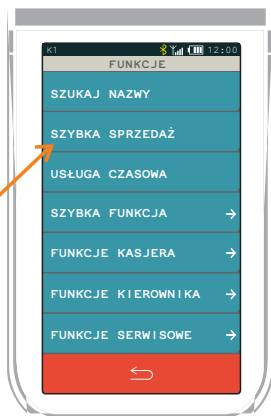 K1 12:00
FUNKCJE
SZUKAJ NAZWY
SZYBKA SPRZEDAŻ
USŁUGA CZASOWA
SZYBKA FUNKCJA →
FUNKCJE KASJERA →
FUNKCJE KIEROWNIKA →
FUNKCJE SERWISOWE →